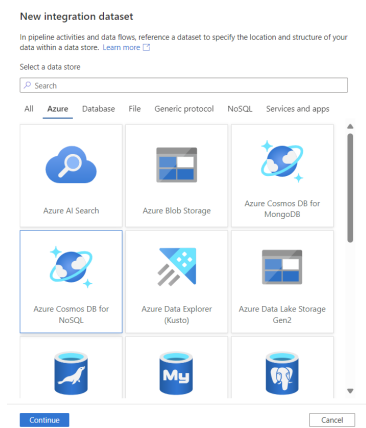 New integration dataset
In pipeline activities and data flows, reference a dataset to specify the location and structure of your
data within a data store. Learn more
Select a data store
Search
All Azure Database File Generic protocol NoSQL Services and apps
Azure AI Search
Azure Blob Storage
Azure Cosmos DB for
MongoDB
Azure Cosmos DB for
NoSQL
Azure Data Explorer
(Kusto)
Azure Data Lake Storage
Gen2
My
Continue
Cancel